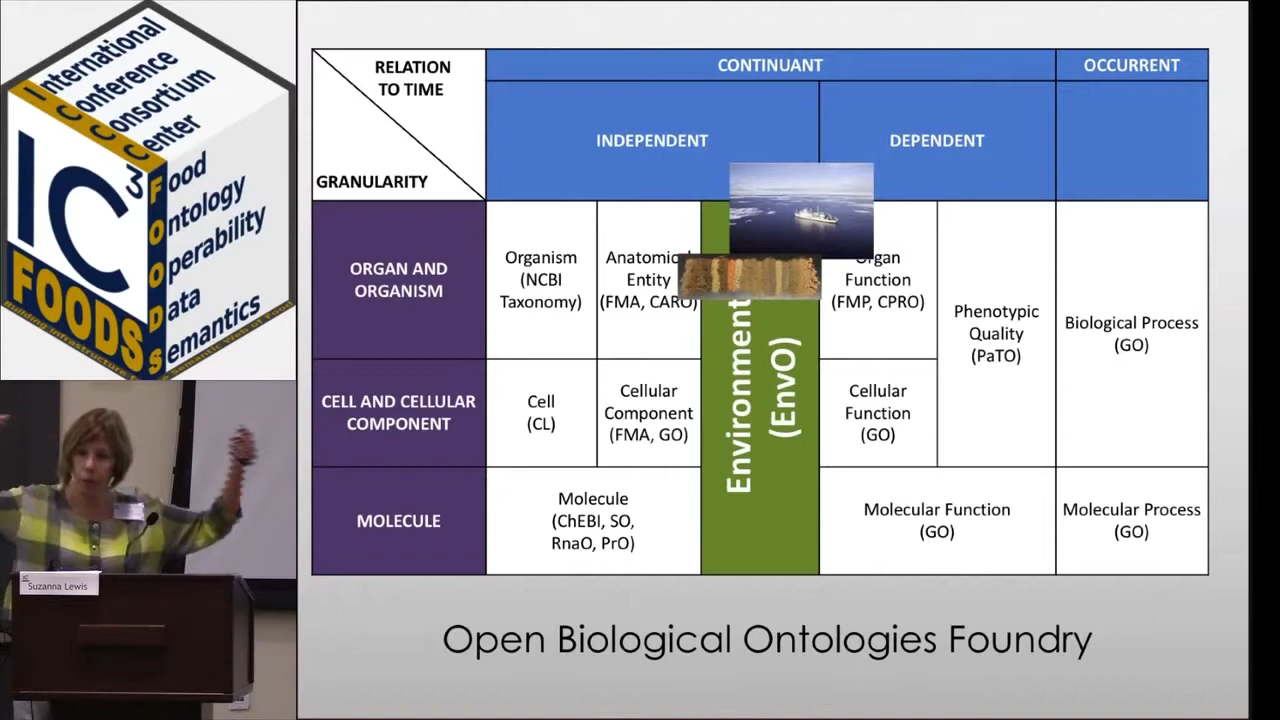 International
Conference
Consortium
Center
IC3
FOODS
Food
Ontology
Operability
Data
Semantics
Suzanna Lewis
RELATION
TO TIME
GRANULARITY
CONTINUANT
OCCURRENT
INDEPENDENT
DEPENDENT
ORGAN AND
ORGANISM
Organism
(NCBI
Taxonomy)
Anatomical
Entity
(FMA, CARO)
Environment
(EnvO)
Organ
Function
(FMP, CPRO)
Phenotypic
Quality
(PaTO)
Biological Process
(GO)
CELL AND CELLULAR
COMPONENT
Cell
(CL)
Cellular
Component
(FMA, GO)
Cellular
Function
(GO)
MOLECULE
Molecule
(ChEBI, SO,
RnaO, PrO)
Molecular Function
(GO)
Molecular Process
(GO)
Open Biological Ontologies Foundry